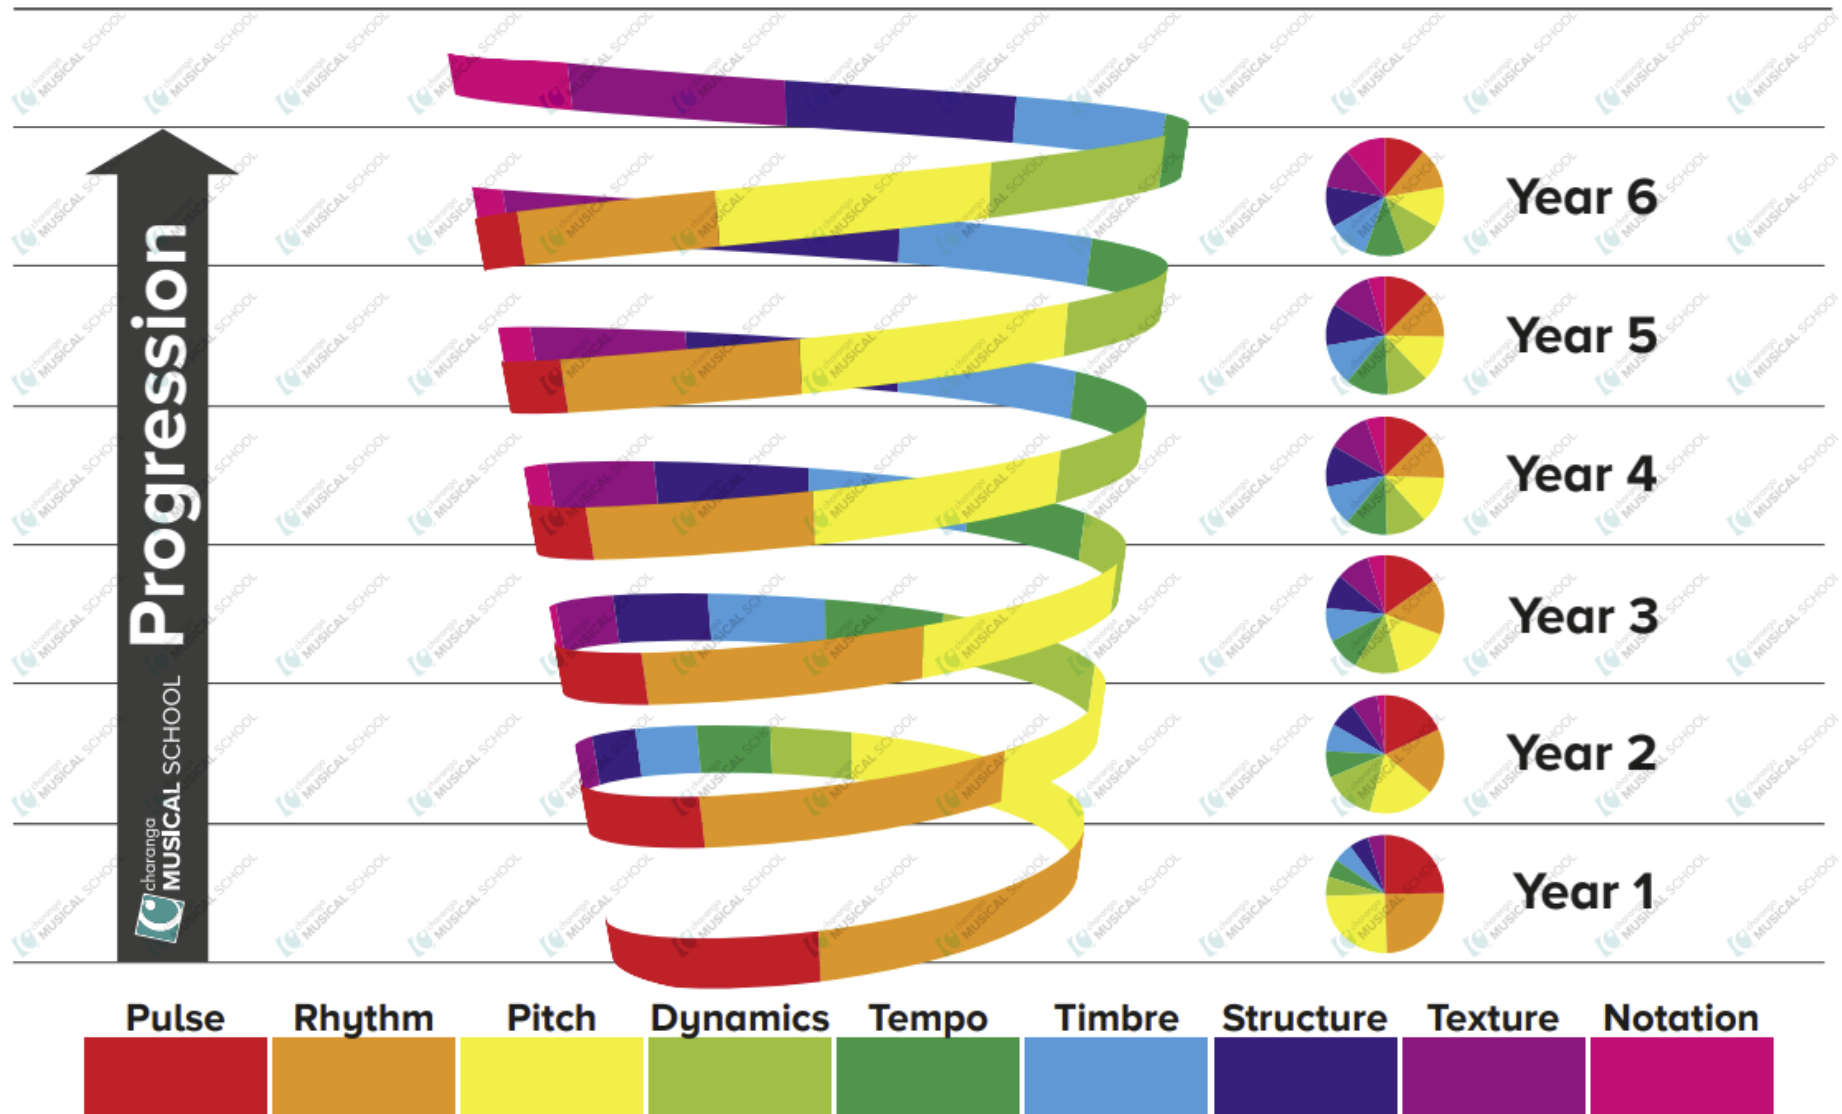 Progression
charanga
MUSICAL SCHOOL
Year 6
Year 5
Year 4
Year 3
Year 2
Year 1
Pulse Rhythm Pitch Dynamics Tempo Timbre Structure Texture Notation